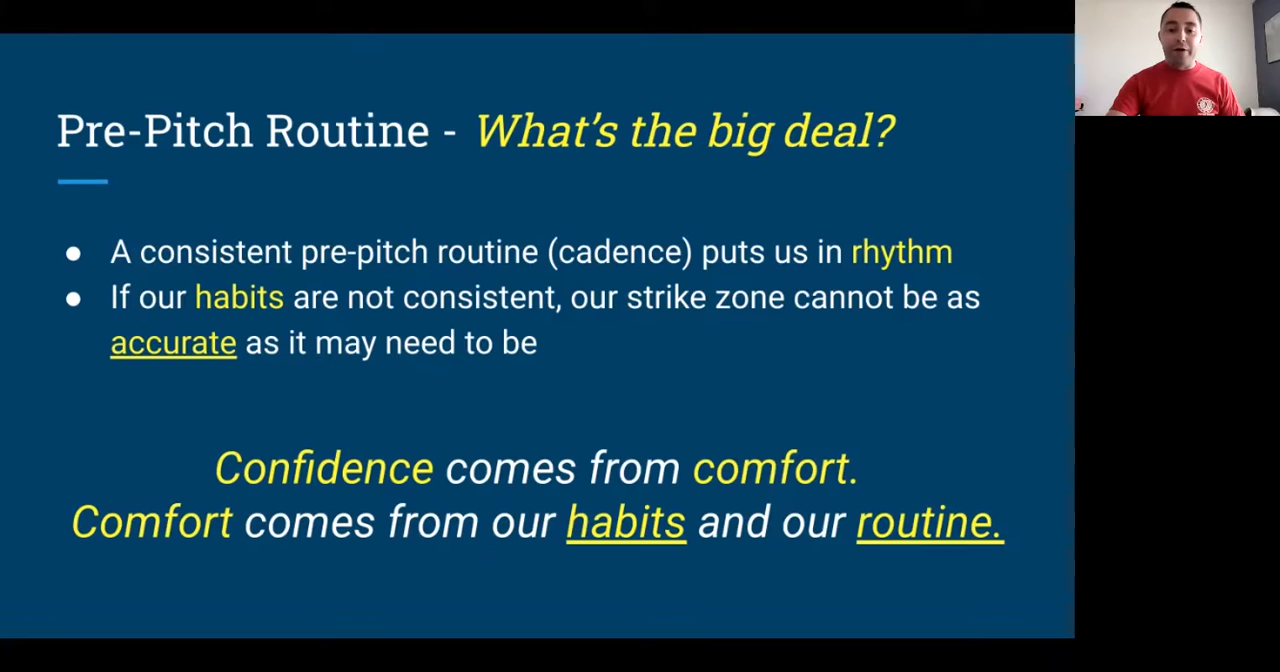 Pre-Pitch Routine - What's the big deal?
● A consistent pre-pitch routine (cadence) puts us in rhythm
● If our habits are not consistent, our strike zone cannot be as
accurate as it may need to be
Confidence comes from comfort.
Comfort comes from our habits and our routine.